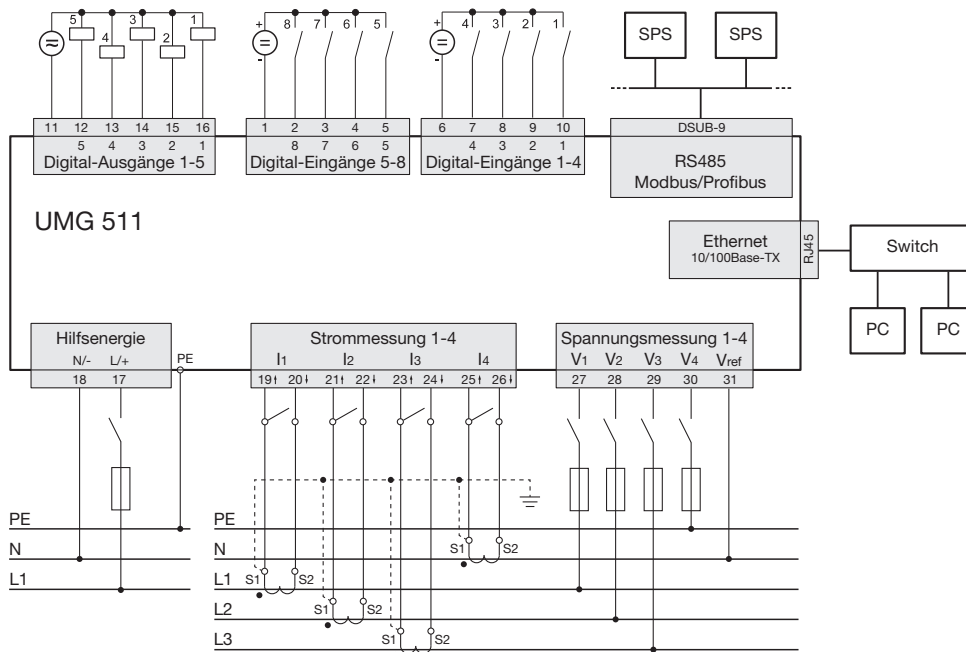 5 3 1
4 2
+ 8 7 6 5
-
+ 4 3 2 1
-
SPS SPS
11 12 13 14 15 16
5 4 3 2 1
Digital-Ausgänge 1-5
1 2 3 4 5
8 7 6 5
Digital-Eingänge 5-8
6 7 8 9 10
4 3 2 1
Digital-Eingänge 1-4
DSUB-9
RS485
Modbus/Profibus
UMG 511
Ethernet
10/100Base-TX
RJ45
Switch
PC PC
Hilfsenergie
N/- L/+
18 17
PE
Strommessung 1-4
I1 I2 I3 I4
19 20 21 22 23 24 25 26
Spannungsmessung 1-4
V1 V2 V3 V4 Vref
27 28 29 30 31
PE
N
L1
PE
N
L1
L2
L3
S1 S2
S1 S2
S1 S2
S1 S2